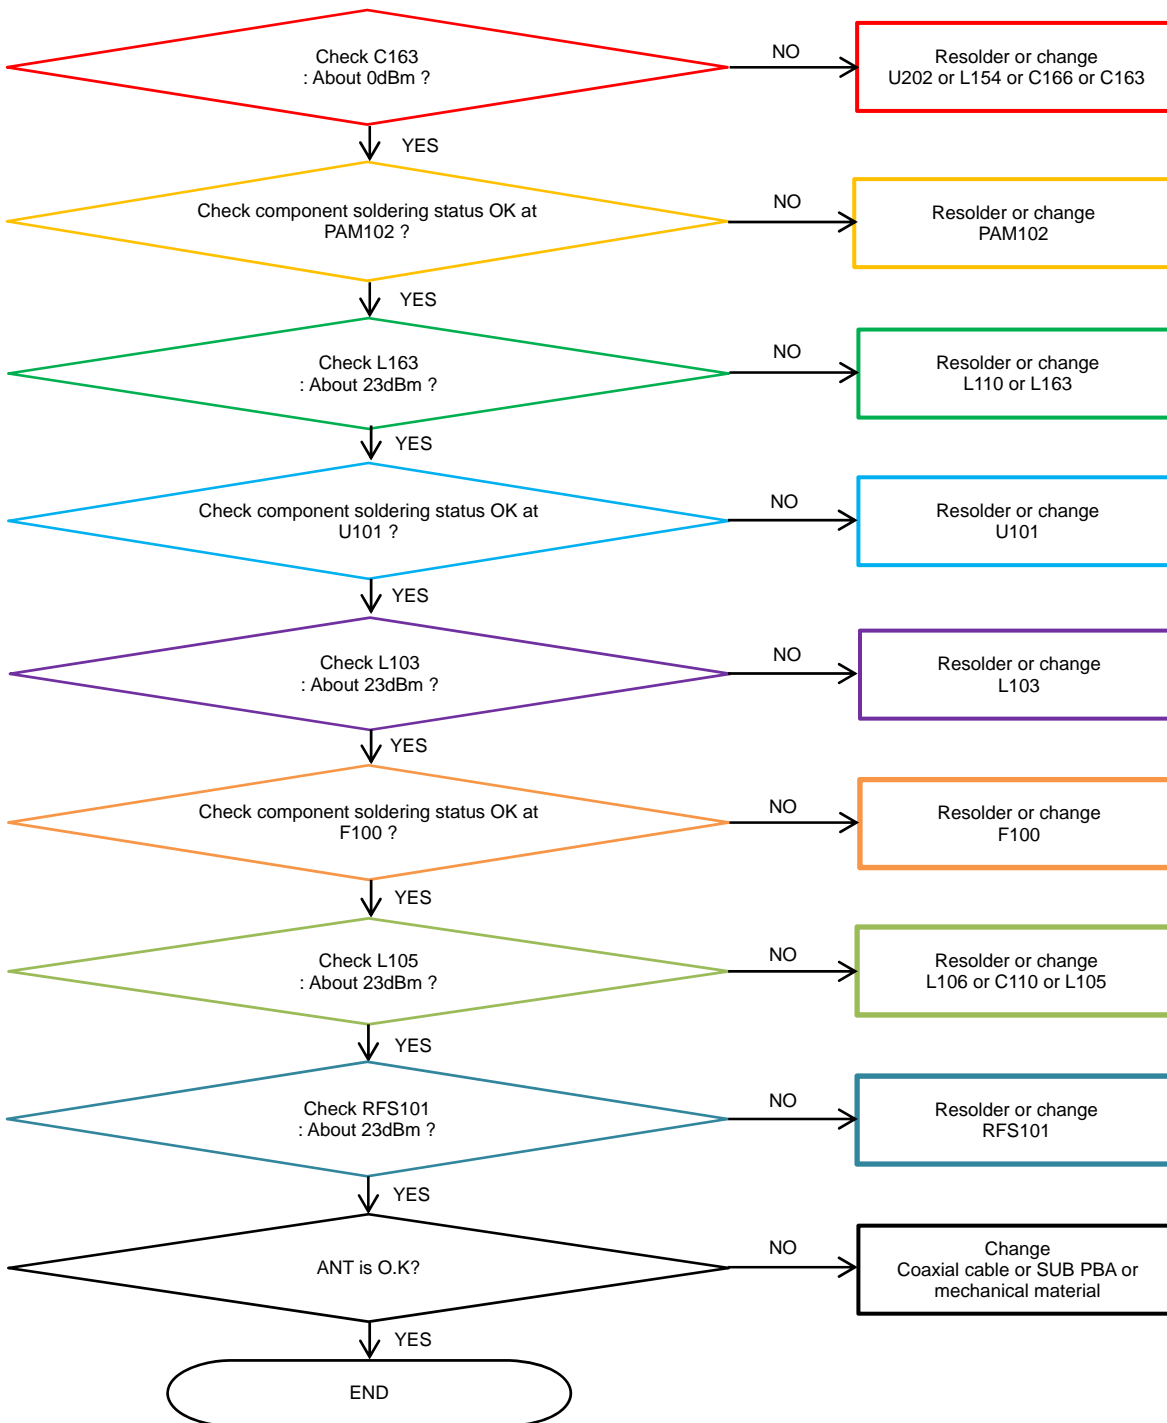 Check C163
: About 0dBm ?
NO
Resolder or change
U202 or L154 or C166 or C163
YES
Check component soldering status OK at
PAM102 ?
NO
Resolder or change
PAM102
YES
Check L163
: About 23dBm ?
NO
Resolder or change
L110 or L163
YES
Check component soldering status OK at
U101 ?
NO
Resolder or change
U101
YES
Check L103
: About 23dBm ?
NO
Resolder or change
L103
YES
Check component soldering status OK at
F100 ?
NO
Resolder or change
F100
YES
Check L105
: About 23dBm ?
NO
Resolder or change
L106 or C110 or L105
YES
Check RFS101
: About 23dBm ?
NO
Resolder or change
RFS101
YES
ANT is O.K?
NO
Change
Coaxial cable or SUB PBA or
mechanical material
YES
END